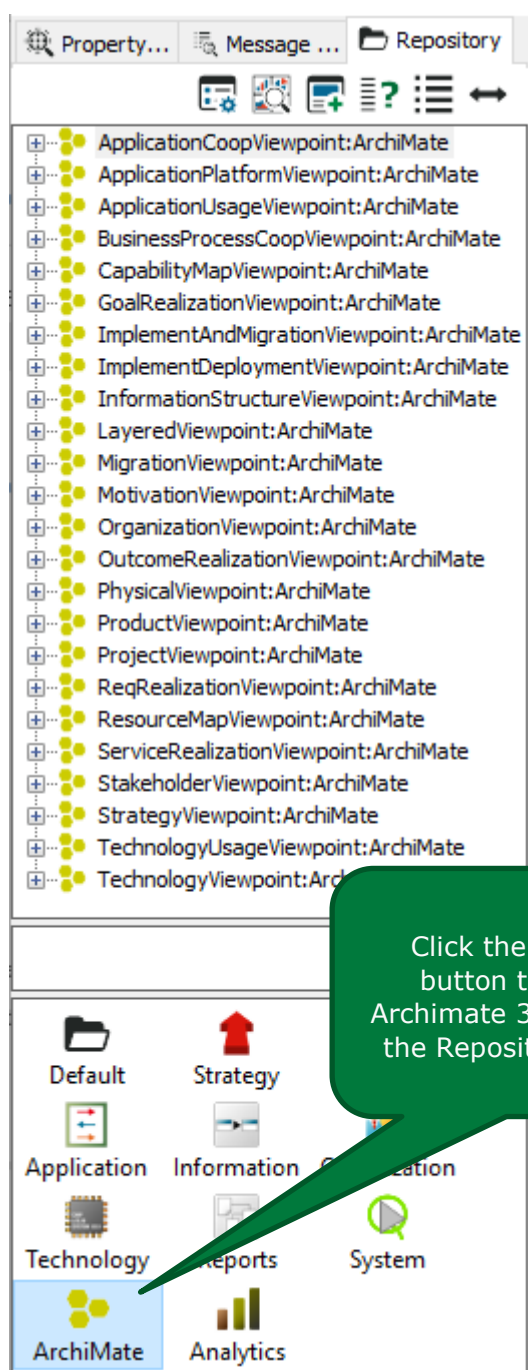 Property... Message ... Repository
ApplicationCoopViewpoint:ArchiMate
ApplicationPlatformViewpoint:ArchiMate
ApplicationUsageViewpoint:ArchiMate
BusinessProcessCoopViewpoint:ArchiMate
CapabilityMapViewpoint:ArchiMate
GoalRealizationViewpoint:ArchiMate
ImplementAndMigrationViewpoint:ArchiMate
ImplementDeploymentViewpoint:ArchiMate
InformationStructureViewpoint:ArchiMate
LayeredViewpoint:ArchiMate
MigrationViewpoint:ArchiMate
MotivationViewpoint:ArchiMate
OrganizationViewpoint:ArchiMate
OutcomeRealizationViewpoint:ArchiMate
PhysicalViewpoint:ArchiMate
ProductViewpoint:ArchiMate
ProjectViewpoint:ArchiMate
ReqRealizationViewpoint:ArchiMate
ResourceMapViewpoint:ArchiMate
ServiceRealizationViewpoint:ArchiMate
StakeholderViewpoint:ArchiMate
StrategyViewpoint:ArchiMate
TechnologyUsageViewpoint:ArchiMate
TechnologyViewpoint:Arc
Click the
button t
Archimate 3
the Reposit
Default Strategy
Application Information
Technology Reports System
ArchiMate Analytics